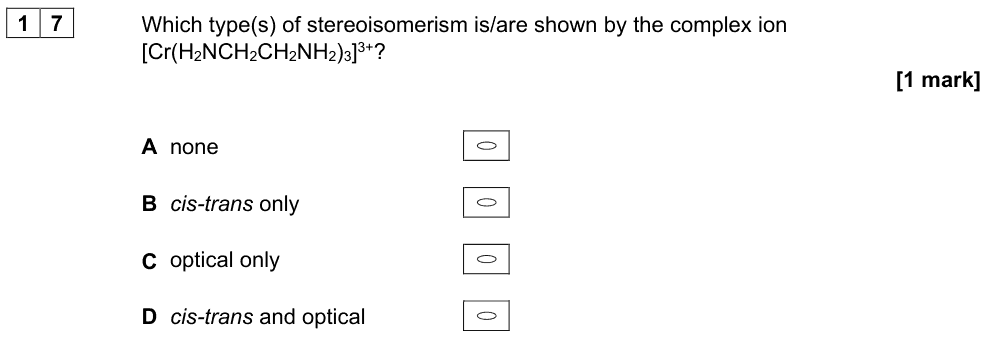 1 7 Which type(s) of stereoisomerism is/are shown by the complex ion
[Cr(H₂NCH₂CH₂NH₂)₃]³⁺?
[1 mark]
A none
B cis-trans only
C optical only
D cis-trans and optical